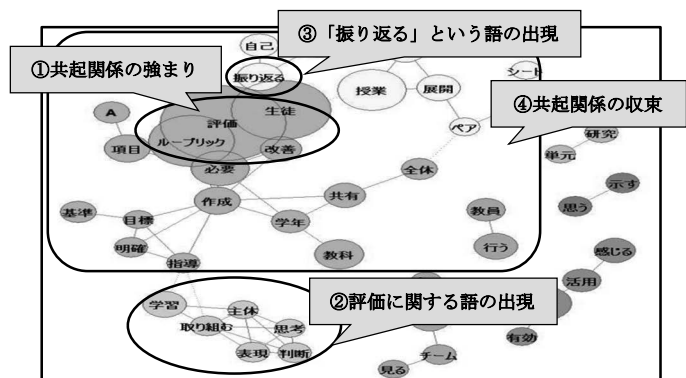 自己
③「振り返る」という語の出現
①共起関係の強まり
振り返る
授業
展開
シート
④共起関係の収束
A
評価
生徒
項目
ルーブリック
改善
ペア
研究
単元
必要
全体
示す
思う
作成
共有
基準
目標
学年
教員
明確
教科
行う
指導
感じる
活用
学習
主体
②評価に関する語の出現
取り組む
思考
表現
判断
有効
チーム
見る